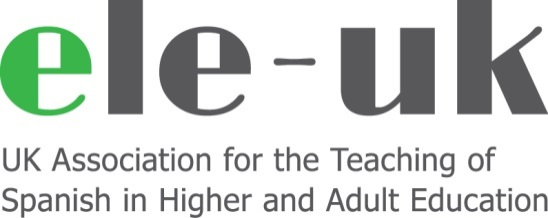 ele-uk
UK Association for the Teaching of
Spanish in Higher and Adult Education